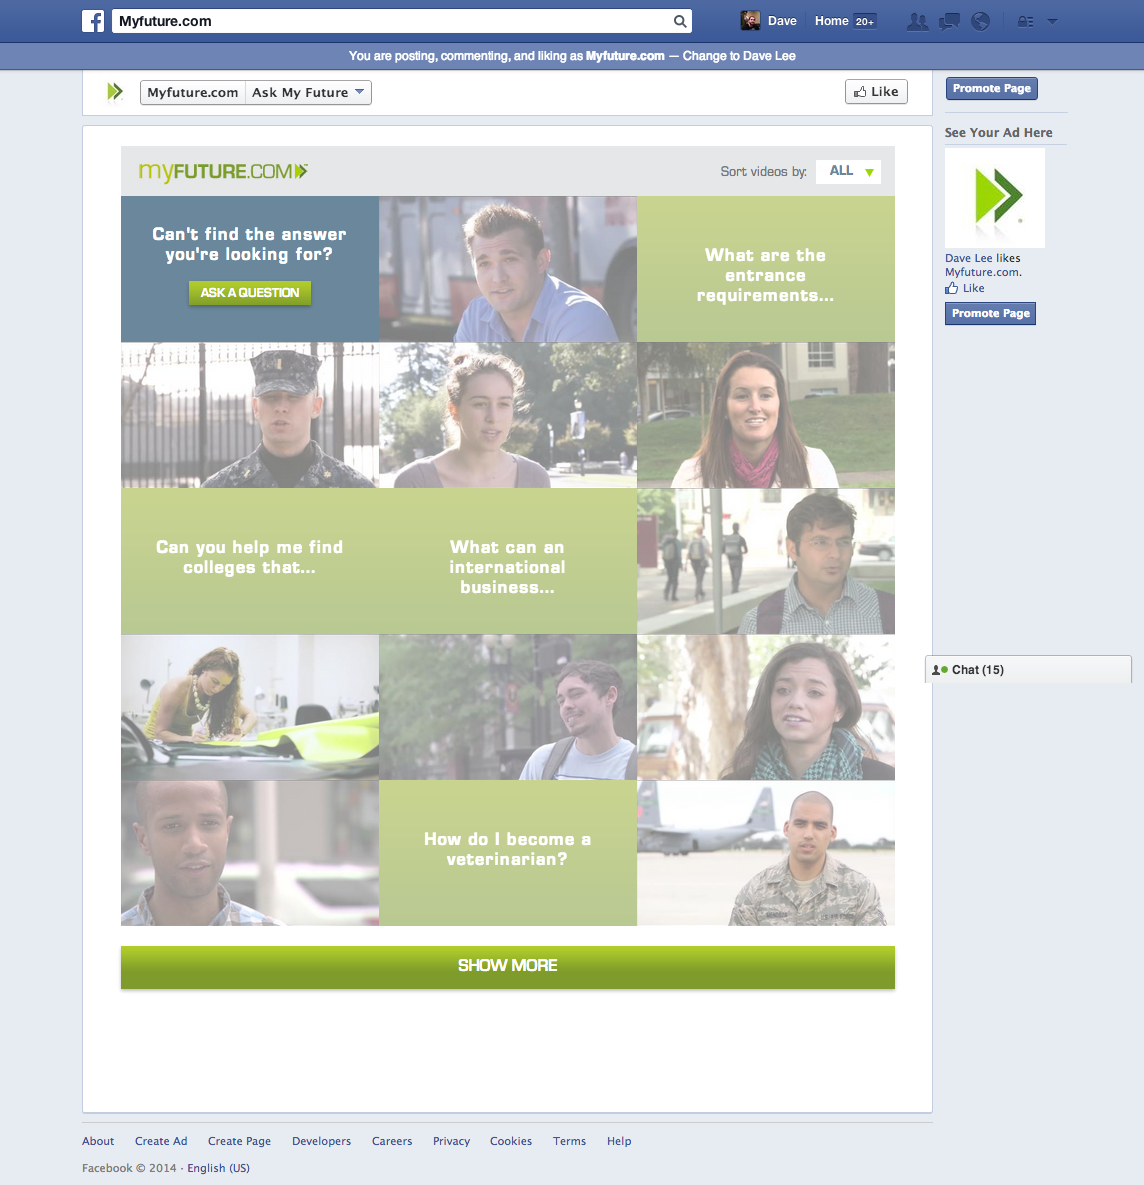 Myfuture.com
Dave
Home 20+
You are posting, commenting, and liking as Myfuture.com — Change to Dave Lee
Myfuture.com
Ask My Future
Like
Promote Page
See Your Ad Here
Dave Lee likes
Myfuture.com.
Like
Promote Page
myFUTURE.COM
Sort videos by:
ALL
Can't find the answer
you're looking for?
ASK A QUESTION
What are the
entrance
requirements...
Can you help me find
colleges that...
What can an
international
business...
How do I become a
veterinarian?
SHOW MORE
Chat (15)
About Create Ad Create Page Developers Careers Privacy Cookies Terms Help
Facebook © 2014 · English (US)